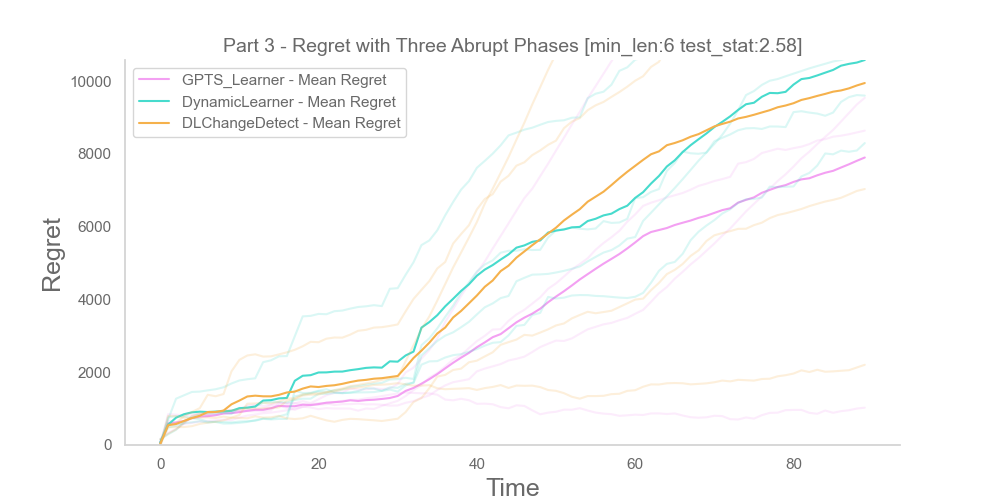 Part 3 - Regret with Three Abrupt Phases [min_len:6 test_stat:2.58]
GPTS_Learner - Mean Regret
DynamicLearner - Mean Regret
DLChangeDetect - Mean Regret
Regret
10000
8000
6000
4000
2000
0
0 20 40 60 80
Time